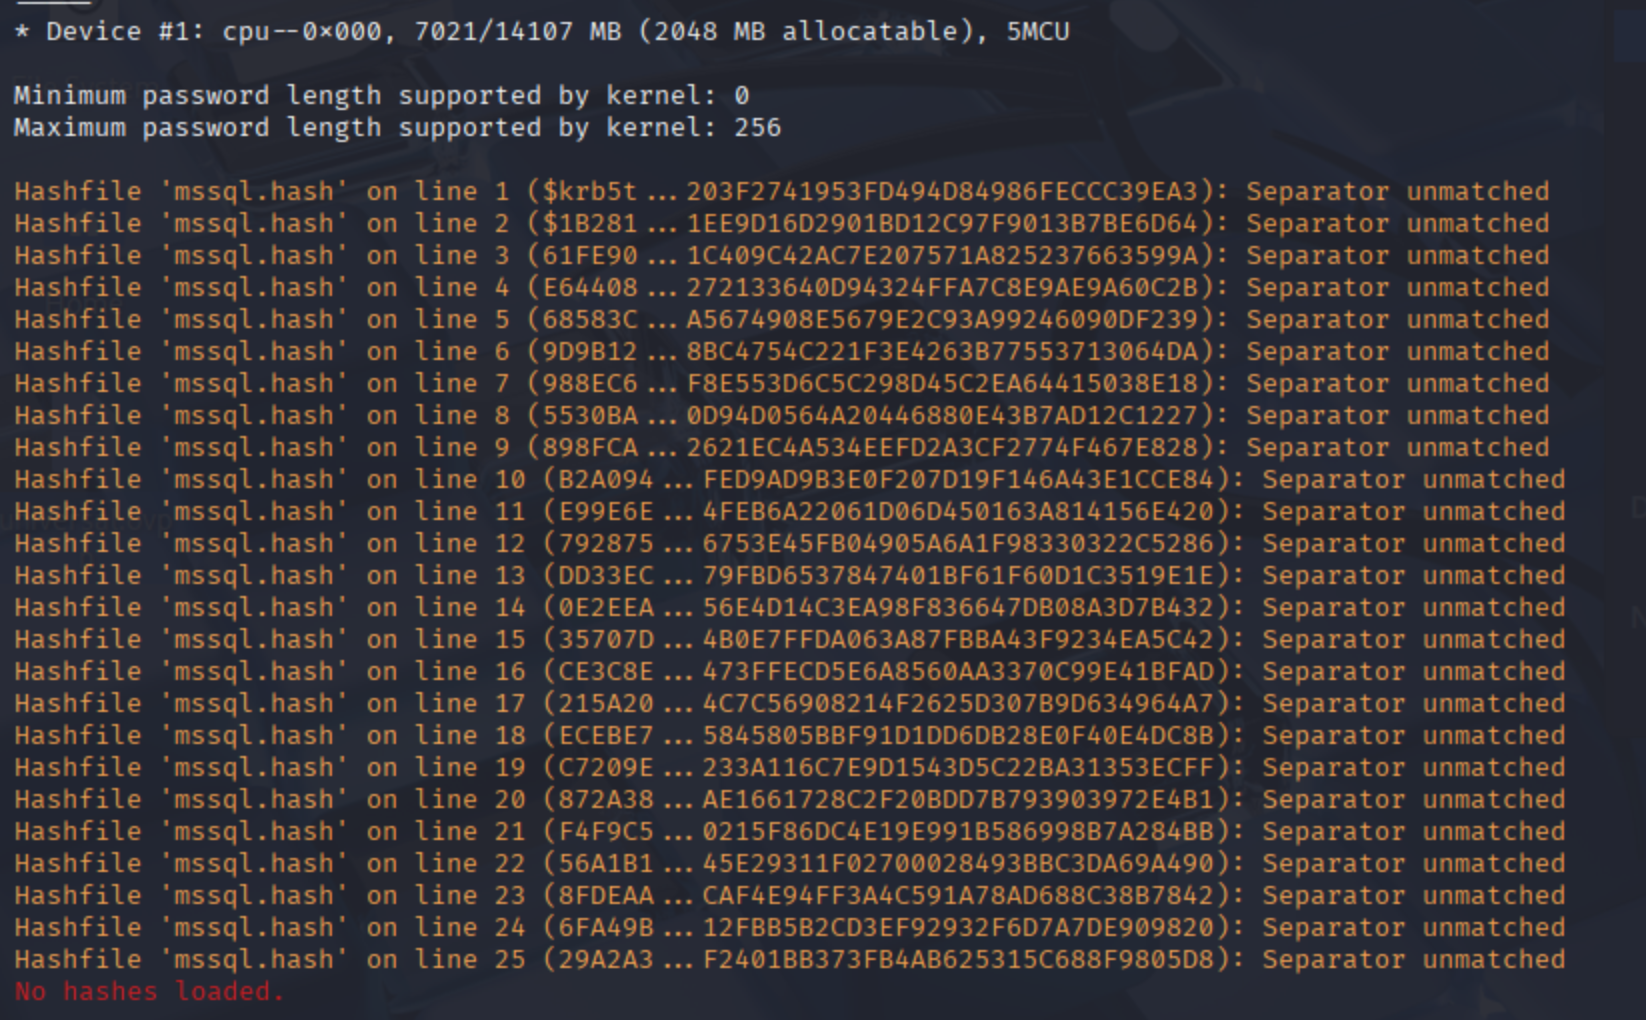 * Device #1: cpu--0×000, 7021/14107 MB (2048 MB allocatable), 5MCU
Minimum password length supported by kernel: 0
Maximum password length supported by kernel: 256
Hashfile 'mssql.hash' on line 1 ($krb5t ... 203F2741953FD494D84986FECCC39EA3): Separator unmatched
Hashfile 'mssql.hash' on line 2 ($1B281 ... 1EE9D16D2901BD12C97F9013B7BE6D64): Separator unmatched
Hashfile 'mssql.hash' on line 3 (61FE90 ... 1C409C42AC7E207571A825237663599A): Separator unmatched
Hashfile 'mssql.hash' on line 4 (E64408 ... 272133640D94324FFA7C8E9AE9A60C2B): Separator unmatched
Hashfile 'mssql.hash' on line 5 (68583C ... A5674908E5679E2C93A99246090DF239): Separator unmatched
Hashfile 'mssql.hash' on line 6 (9D9B12 ... 8BC4754C221F3E4263B77553713064DA): Separator unmatched
Hashfile 'mssql.hash' on line 7 (988EC6 ... F8E553D6C5C298D45C2EA64415038E18): Separator unmatched
Hashfile 'mssql.hash' on line 8 (5530BA ... 0D94D0564A20446880E43B7AD12C1227): Separator unmatched
Hashfile 'mssql.hash' on line 9 (898FCA ... 2621EC4A534EEFD2A3CF2774F467E828): Separator unmatched
Hashfile 'mssql.hash' on line 10 (B2A094 ... FED9AD9B3E0F207D19F146A43E1CCE84): Separator unmatched
Hashfile 'mssql.hash' on line 11 (E99E6E ... 4FEB6A22061D06D450163A814156E420): Separator unmatched
Hashfile 'mssql.hash' on line 12 (792875 ... 6753E45FB04905A6A1F98330322C5286): Separator unmatched
Hashfile 'mssql.hash' on line 13 (DD33EC ... 79FBD6537847401BF61F60D1C3519E1E): Separator unmatched
Hashfile 'mssql.hash' on line 14 (0E2EEA ... 56E4D14C3EA98F836647DB08A3D7B432): Separator unmatched
Hashfile 'mssql.hash' on line 15 (35707D ... 4B0E7FFDA063A87FBBA43F9234EA5C42): Separator unmatched
Hashfile 'mssql.hash' on line 16 (CE3C8E ... 473FFECD5E6A8560AA3370C99E41BFAD): Separator unmatched
Hashfile 'mssql.hash' on line 17 (215A20 ... 4C7C56908214F2625D307B9D634964A7): Separator unmatched
Hashfile 'mssql.hash' on line 18 (ECEBE7 ... 5845805BBF91D1DD6DB28E0F40E4DC8B): Separator unmatched
Hashfile 'mssql.hash' on line 19 (C7209E ... 233A116C7E9D1543D5C22BA31353ECFF): Separator unmatched
Hashfile 'mssql.hash' on line 20 (872A38 ... AE1661728C2F20BDD7B793903972E4B1): Separator unmatched
Hashfile 'mssql.hash' on line 21 (F4F9C5 ... 0215F86DC4E19E991B586998B7A284BB): Separator unmatched
Hashfile 'mssql.hash' on line 22 (56A1B1 ... 45E29311F02700028493BBC3DA69A490): Separator unmatched
Hashfile 'mssql.hash' on line 23 (8FDEAA ... CAF4E94FF3A4C591A78AD688C38B7842): Separator unmatched
Hashfile 'mssql.hash' on line 24 (6FA49B ... 12FBB5B2CD3EF92932F6D7A7DE909820): Separator unmatched
Hashfile 'mssql.hash' on line 25 (29A2A3 ... F2401BB373FB4AB625315C688F9805D8): Separator unmatched
No hashes loaded.